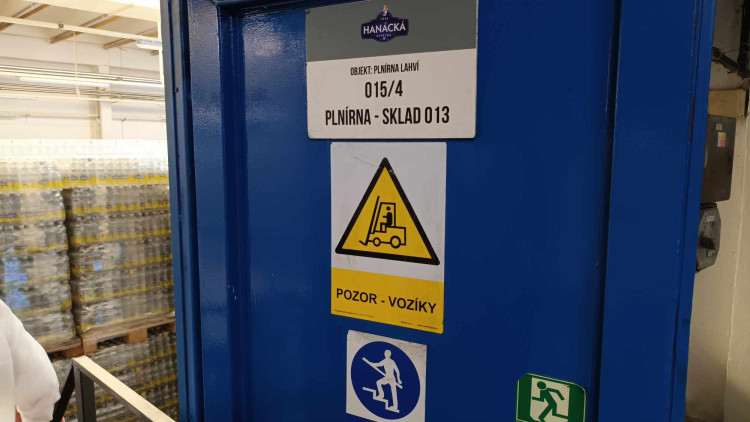 HANÁCKÁ
OBJEKT: PLNÍRNA LAHVÍ
015/4
PLNÍRNA - SKLAD 013
POZOR - VOZÍKY